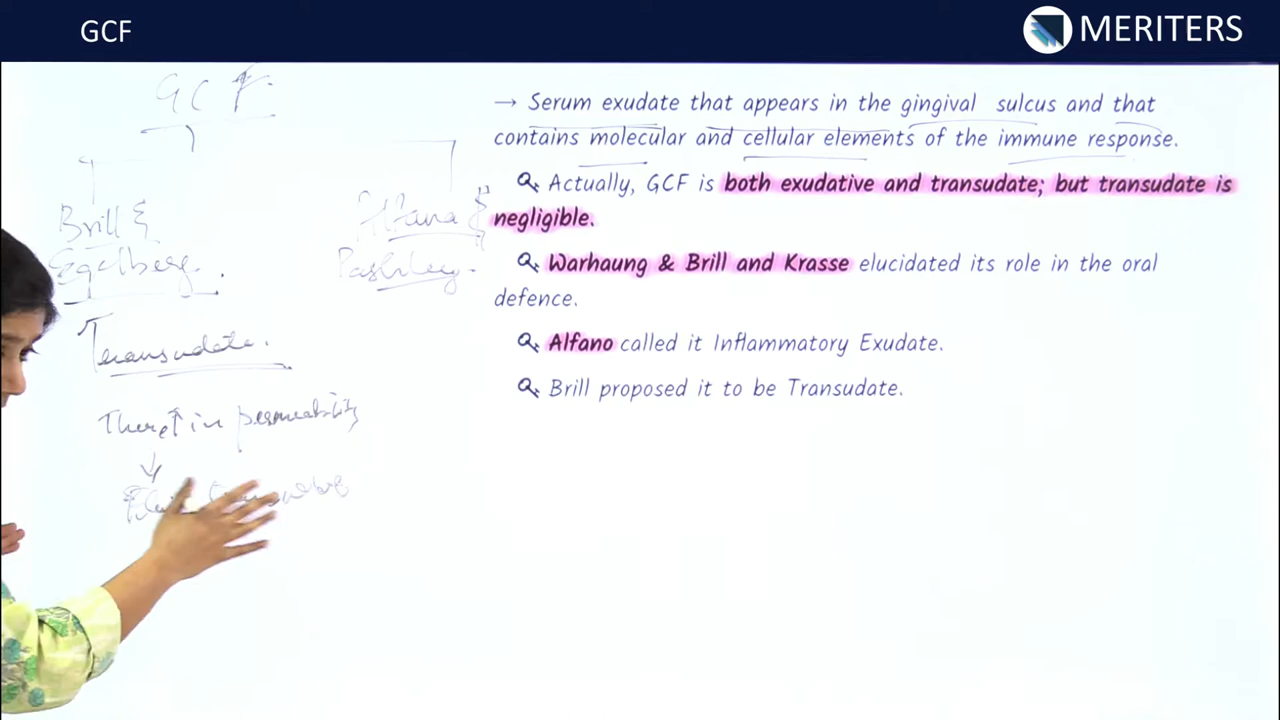 GCF
MERITERS
GCF.
Brill &
Egelberg.
Alfano &
Pashley.
Transudate.
There ↑ in permeability
↓
→ Serum exudate that appears in the gingival sulcus and that
contains molecular and cellular elements of the immune response.
Actually, GCF is both exudative and transudate; but transudate is
negligible.
Warhaung & Brill and Krasse elucidated its role in the oral
defence.
Alfano called it Inflammatory Exudate.
Brill proposed it to be Transudate.